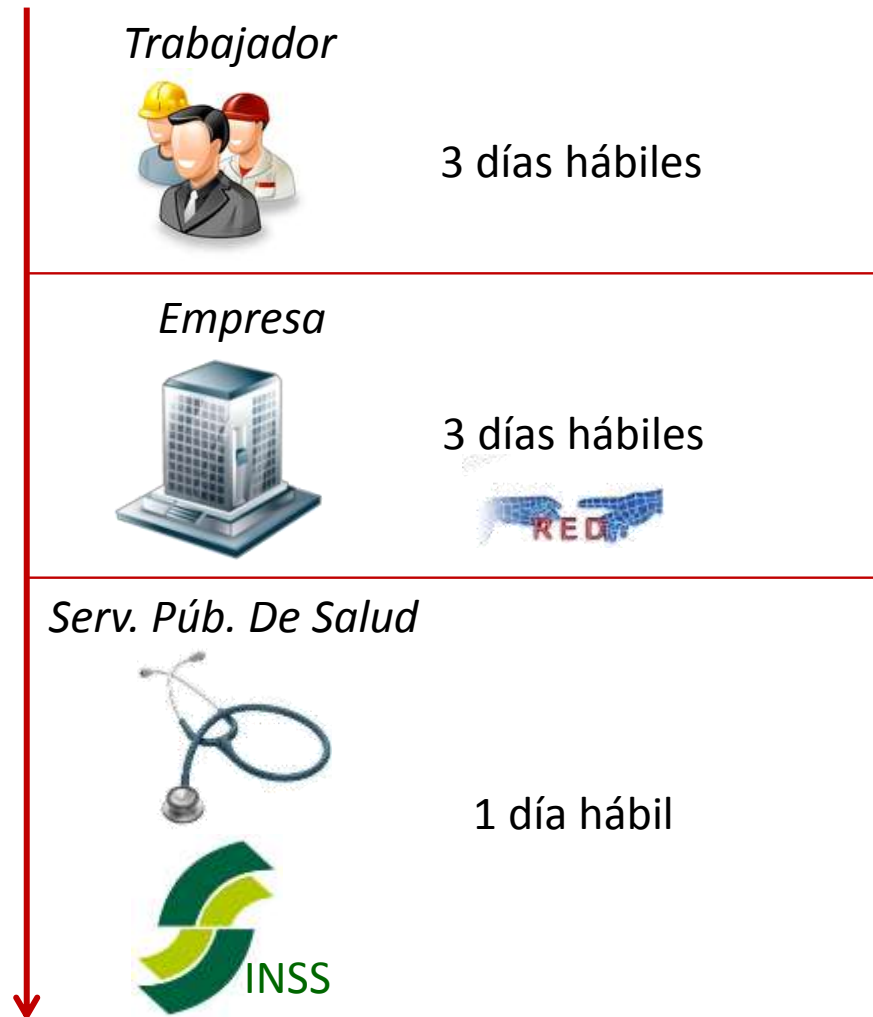 Trabajador
3 días hábiles
Empresa
3 días hábiles
RED
Serv. Púb. De Salud
1 día hábil
INSS